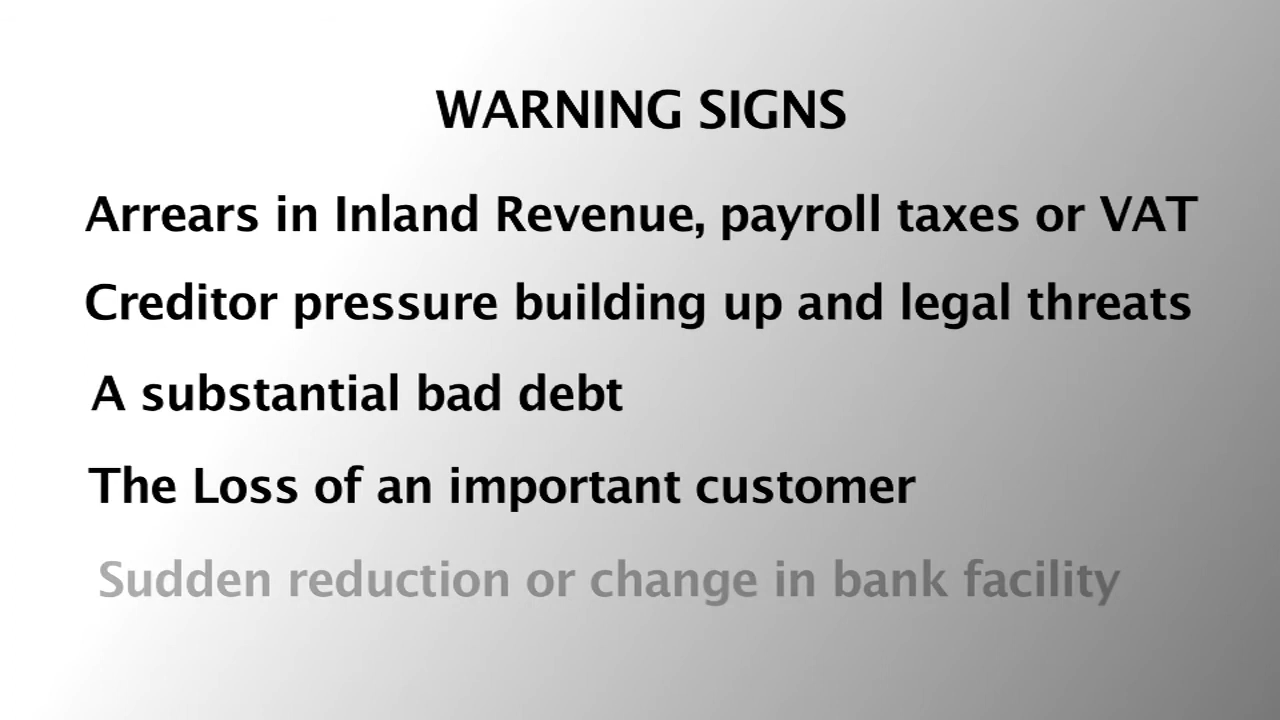 WARNING SIGNS
Arrears in Inland Revenue, payroll taxes or VAT
Creditor pressure building up and legal threats
A substantial bad debt
The Loss of an important customer
Sudden reduction or change in bank facility